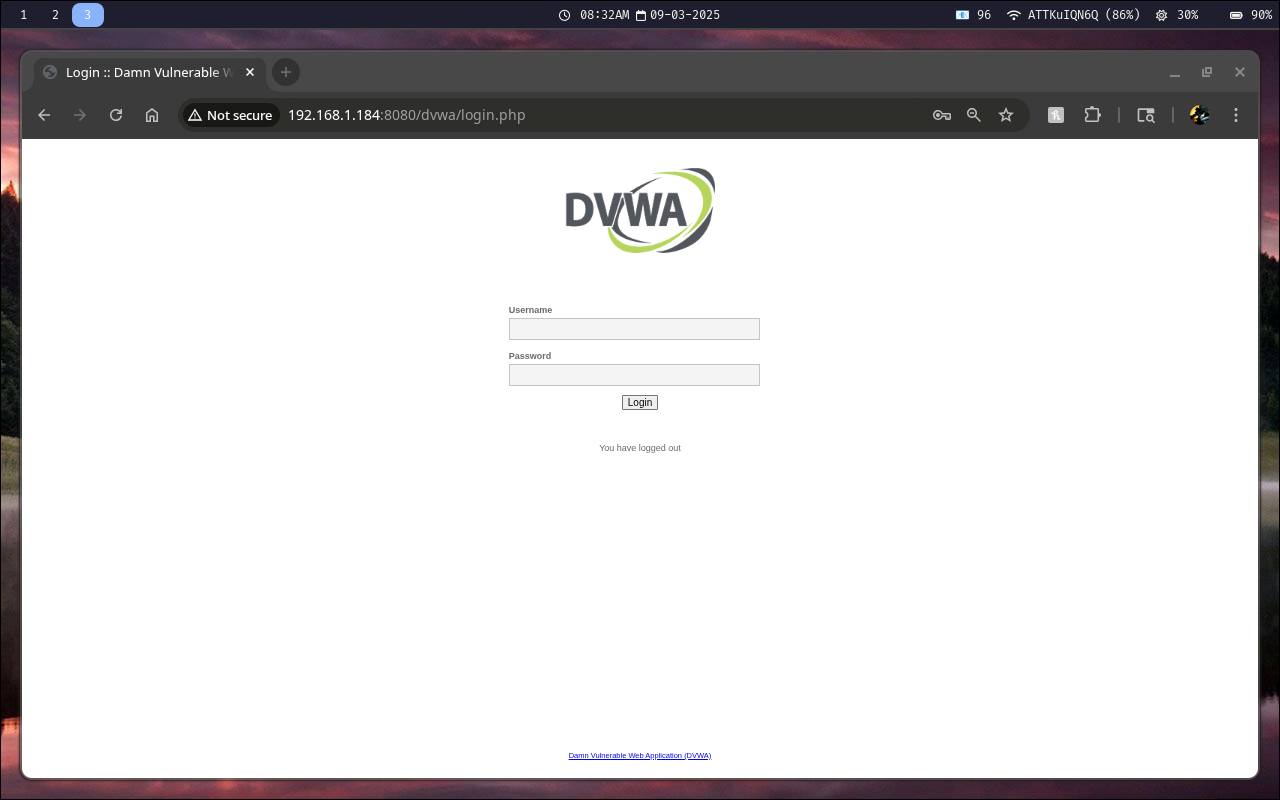 1 2 3 08:32AM 09-03-2025 96 ATTKuIQN6Q (86%) 30% 90%
Login :: Damn Vulnerable W
Not secure 192.168.1.184:8080/dvwa/login.php
DVWA
Username
Password
Login
You have logged out
Damn Vulnerable Web Application (DVWA)